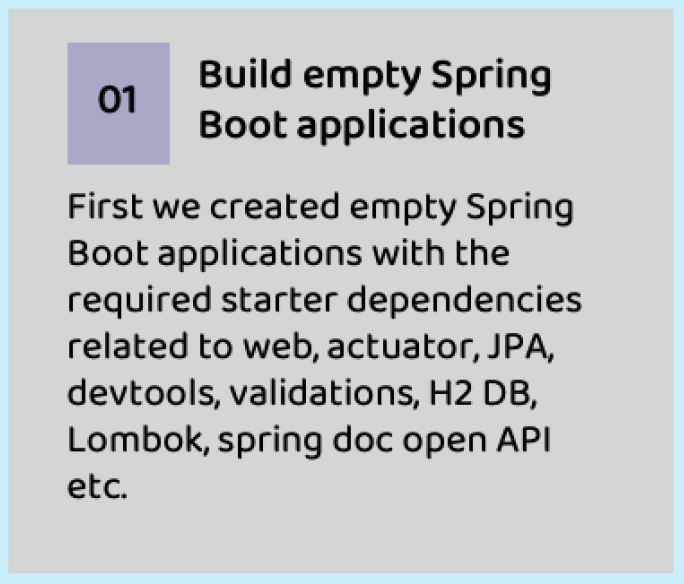 01
Build empty Spring
Boot applications
First we created empty Spring
Boot applications with the
required starter dependencies
related to web, actuator, JPA,
devtools, validations, H2 DB,
Lombok, spring doc open API
etc.